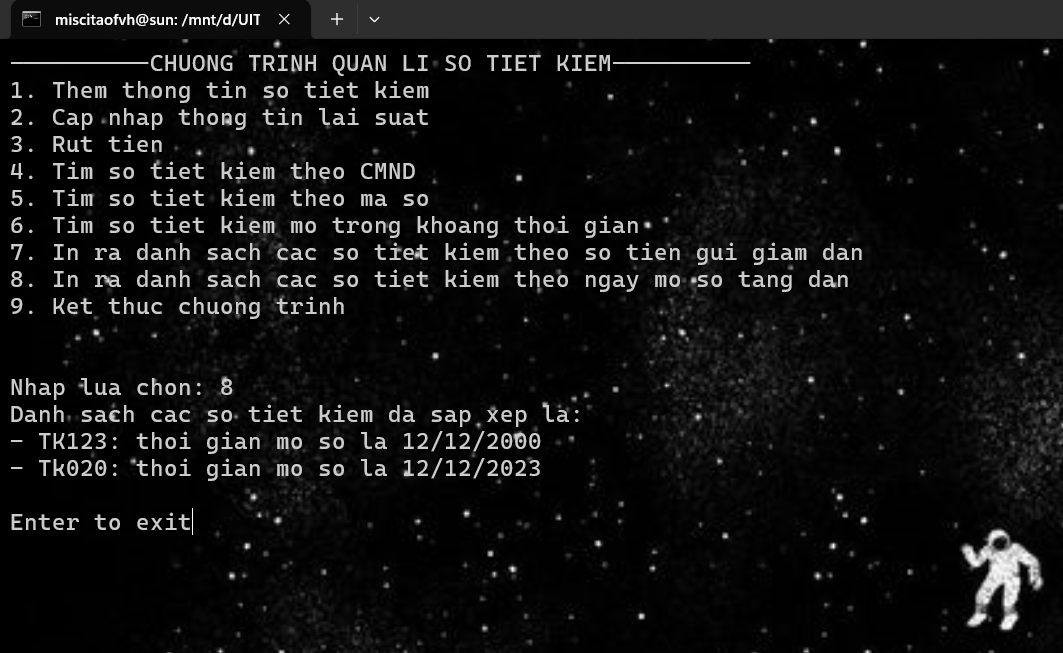 miscitaofvh@sun: /mnt/d/UIT
──────────CHUONG TRINH QUAN LI SO TIET KIEM──────────
1. Them thong tin so tiet kiem
2. Cap nhap thong tin lai suat
3. Rut tien
4. Tim so tiet kiem theo CMND
5. Tim so tiet kiem theo ma so
6. Tim so tiet kiem mo trong khoang thoi gian
7. In ra danh sach cac so tiet kiem theo so tien gui giam dan
8. In ra danh sach cac so tiet kiem theo ngay mo so tang dan
9. Ket thuc chuong trinh
Nhap lua chon: 8
Danh sach cac so tiet kiem da sap xep la:
- TK123: thoi gian mo so la 12/12/2000
- Tk020: thoi gian mo so la 12/12/2023
Enter to exit